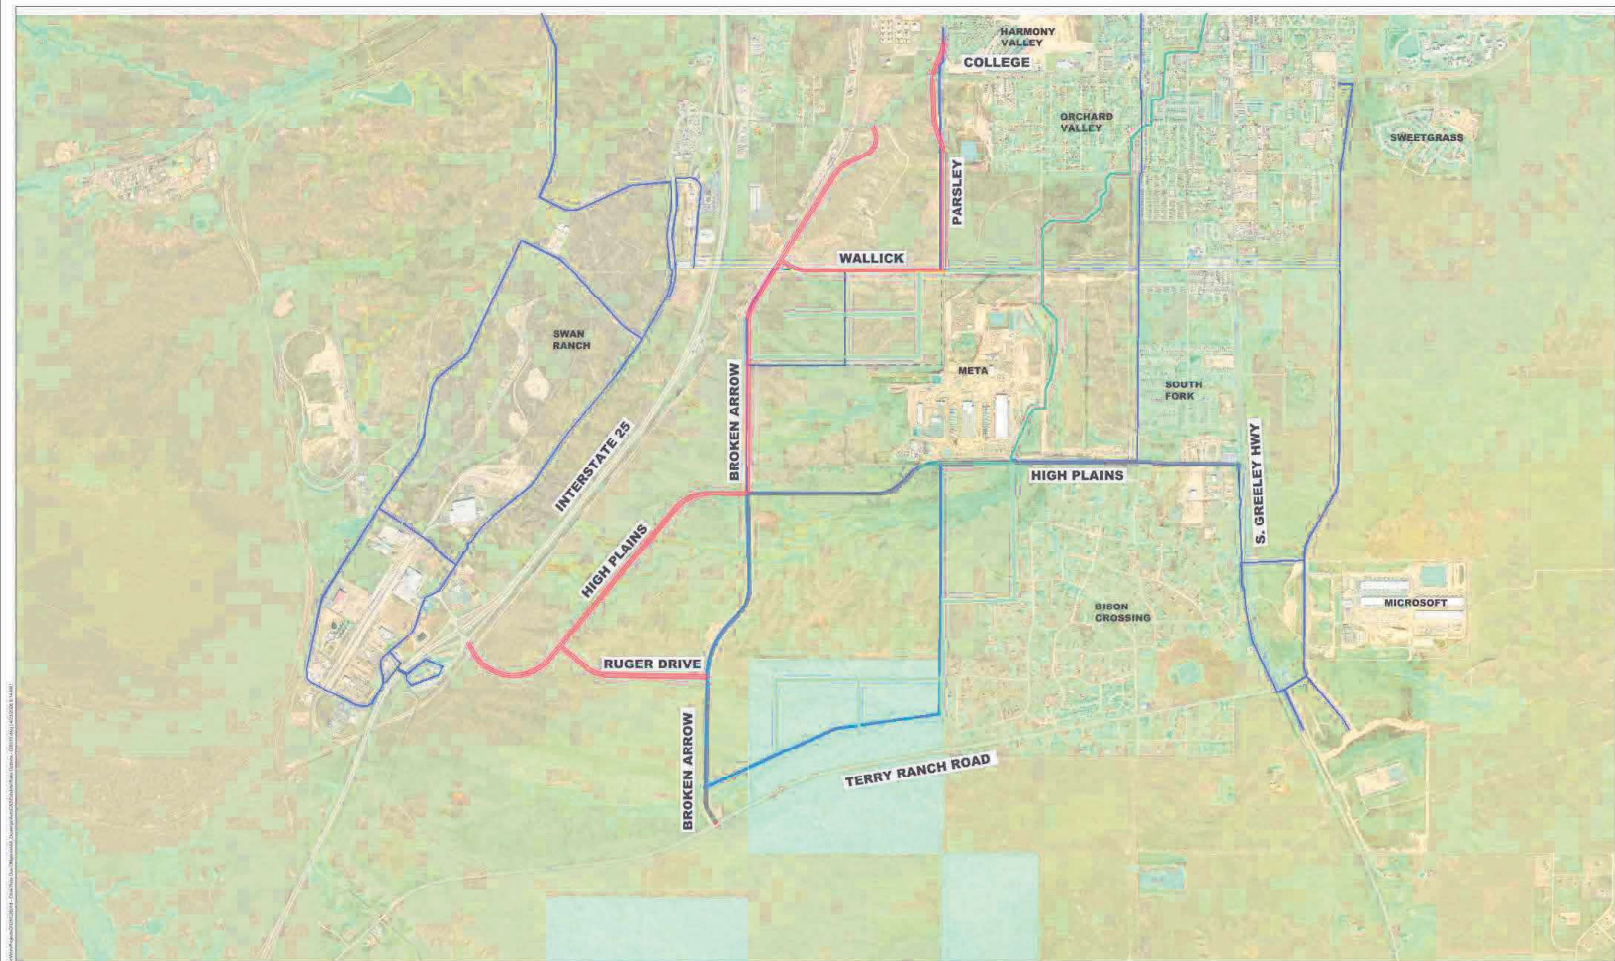 HARMONY
VALLEY
COLLEGE
ORCHARD
VALLEY
SWEETGRASS
PARSLEY
WALLICK
SWAN
RANCH
META
SOUTH
FORK
BROKEN ARROW
INTERSTATE 25
HIGH PLAINS
S. GREELEY HWY
HIGH PLAINS
MICROSOFT
BISON
CROSSING
RUGER DRIVE
BROKEN ARROW
TERRY RANCH ROAD